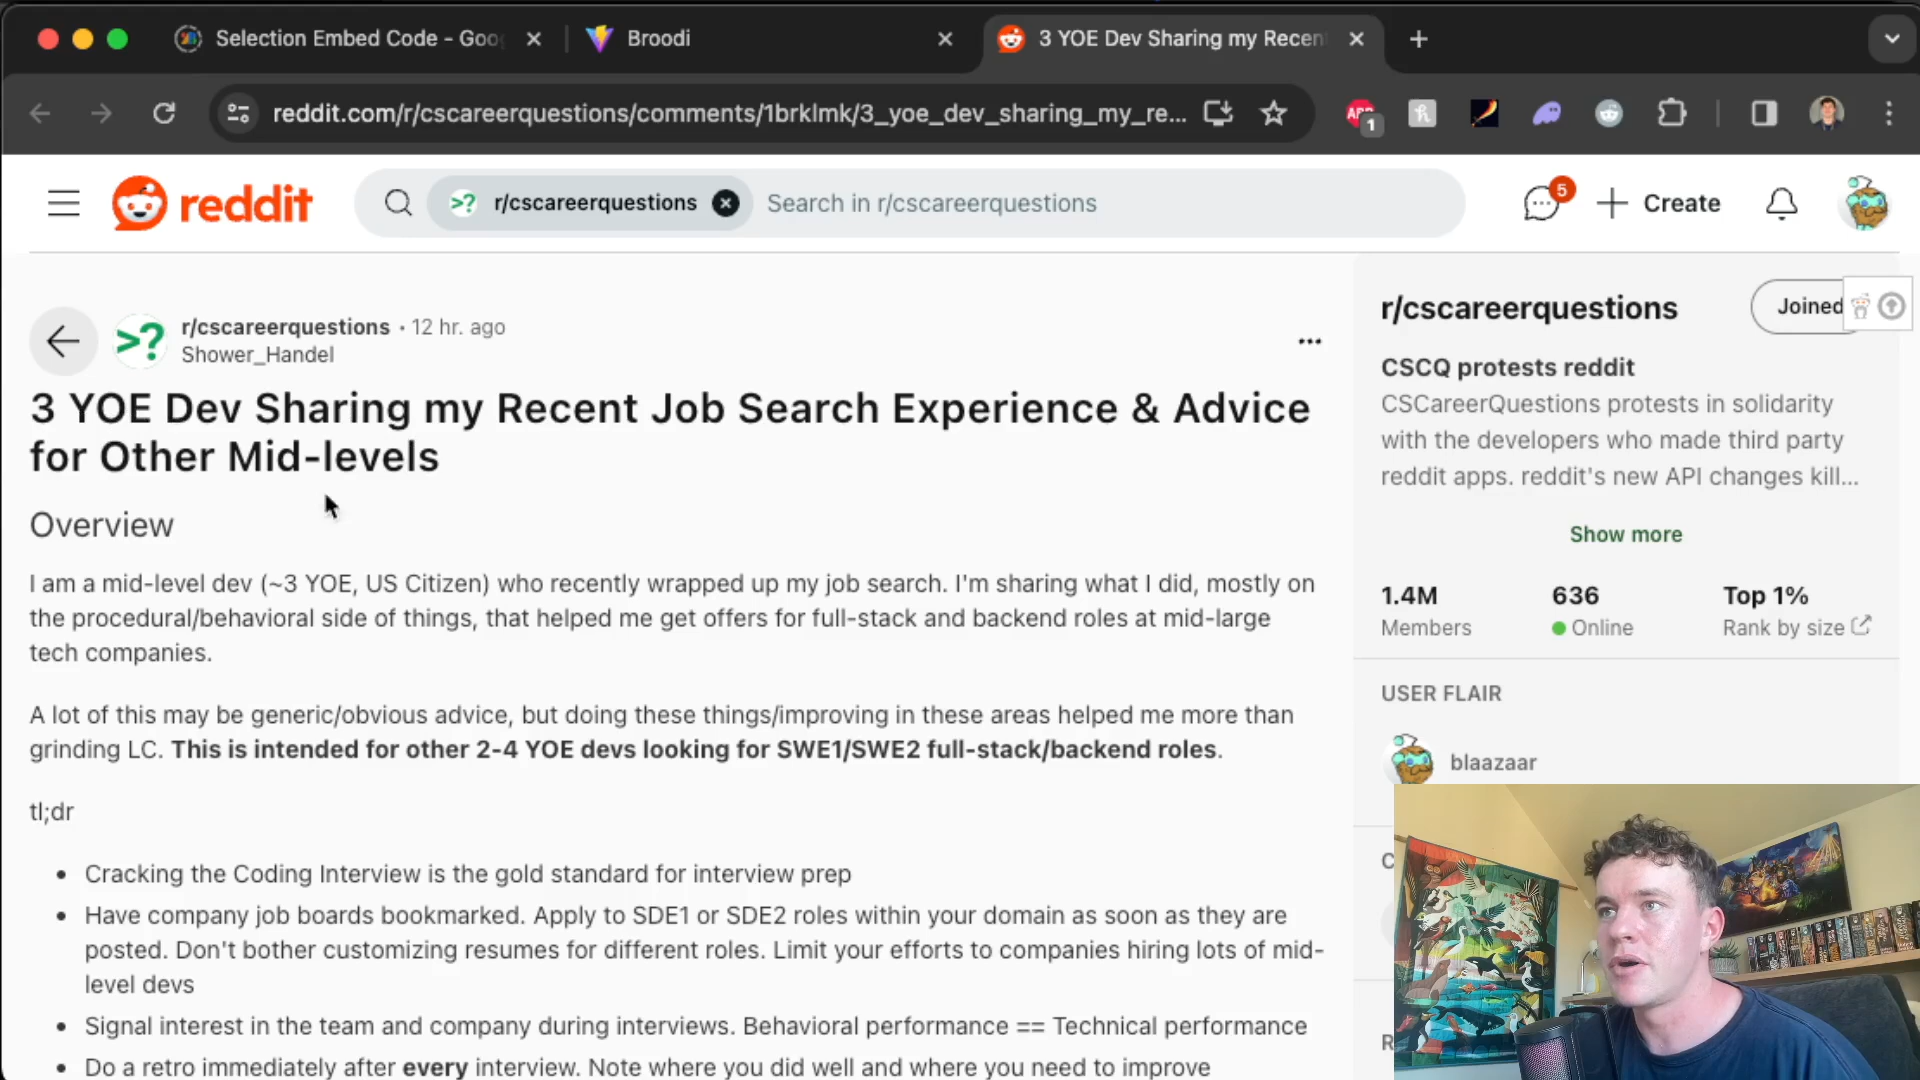 Selection Embed Code - Goo
Broodi
3 YOE Dev Sharing my Recen
reddit.com/r/cscareerquestions/comments/1brklmk/3_yoe_dev_sharing_my_re...
1
reddit
>? r/cscareerquestions
Search in r/cscareerquestions
5
Create
>?
r/cscareerquestions • 12 hr. ago
Shower_Handel
3 YOE Dev Sharing my Recent Job Search Experience & Advice
for Other Mid-levels
Overview
I am a mid-level dev (~3 YOE, US Citizen) who recently wrapped up my job search. I'm sharing what I did, mostly on
the procedural/behavioral side of things, that helped me get offers for full-stack and backend roles at mid-large
tech companies.
A lot of this may be generic/obvious advice, but doing these things/improving in these areas helped me more than
grinding LC. This is intended for other 2-4 YOE devs looking for SWE1/SWE2 full-stack/backend roles.
tl;dr
• Cracking the Coding Interview is the gold standard for interview prep
• Have company job boards bookmarked. Apply to SDE1 or SDE2 roles within your domain as soon as they are
posted. Don't bother customizing resumes for different roles. Limit your efforts to companies hiring lots of mid-
level devs
• Signal interest in the team and company during interviews. Behavioral performance == Technical performance
• Do a retro immediately after every interview. Note where you did well and where you need to improve
r/cscareerquestions
Joined
CSCQ protests reddit
CSCareerQuestions protests in solidarity
with the developers who made third party
reddit apps. reddit's new API changes kill...
Show more
1.4M
Members
636
Online
Top 1%
Rank by size
USER FLAIR
blaazaar
C
R